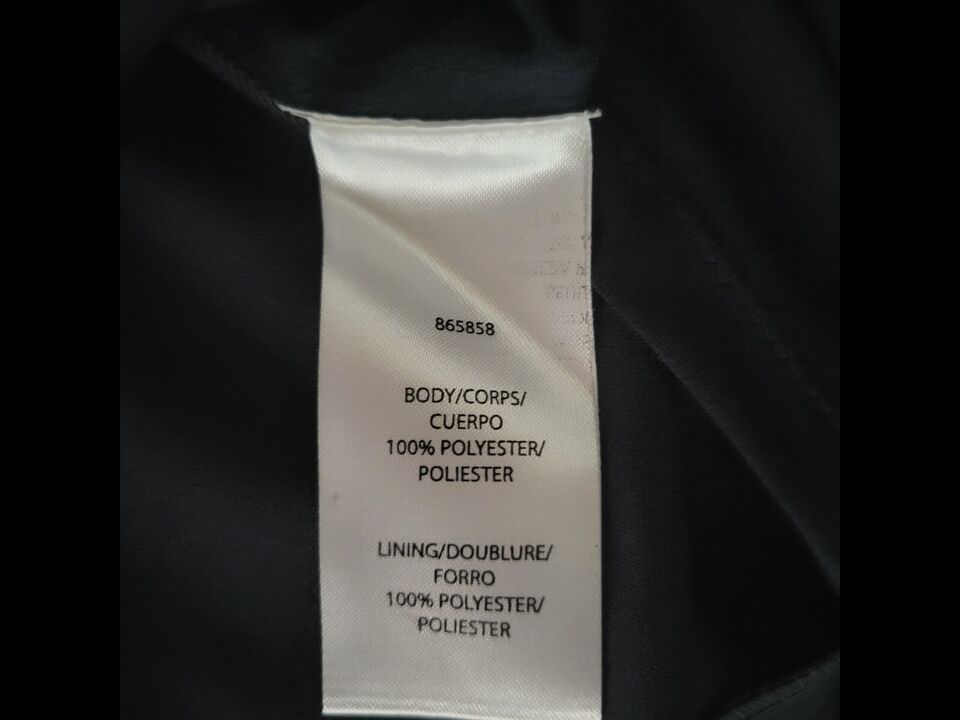 865858
BODY/CORPS/
CUERPO
100% POLYESTER/
POLIESTER
LINING/DOUBLURE/
FORRO
100% POLYESTER/
POLIESTER